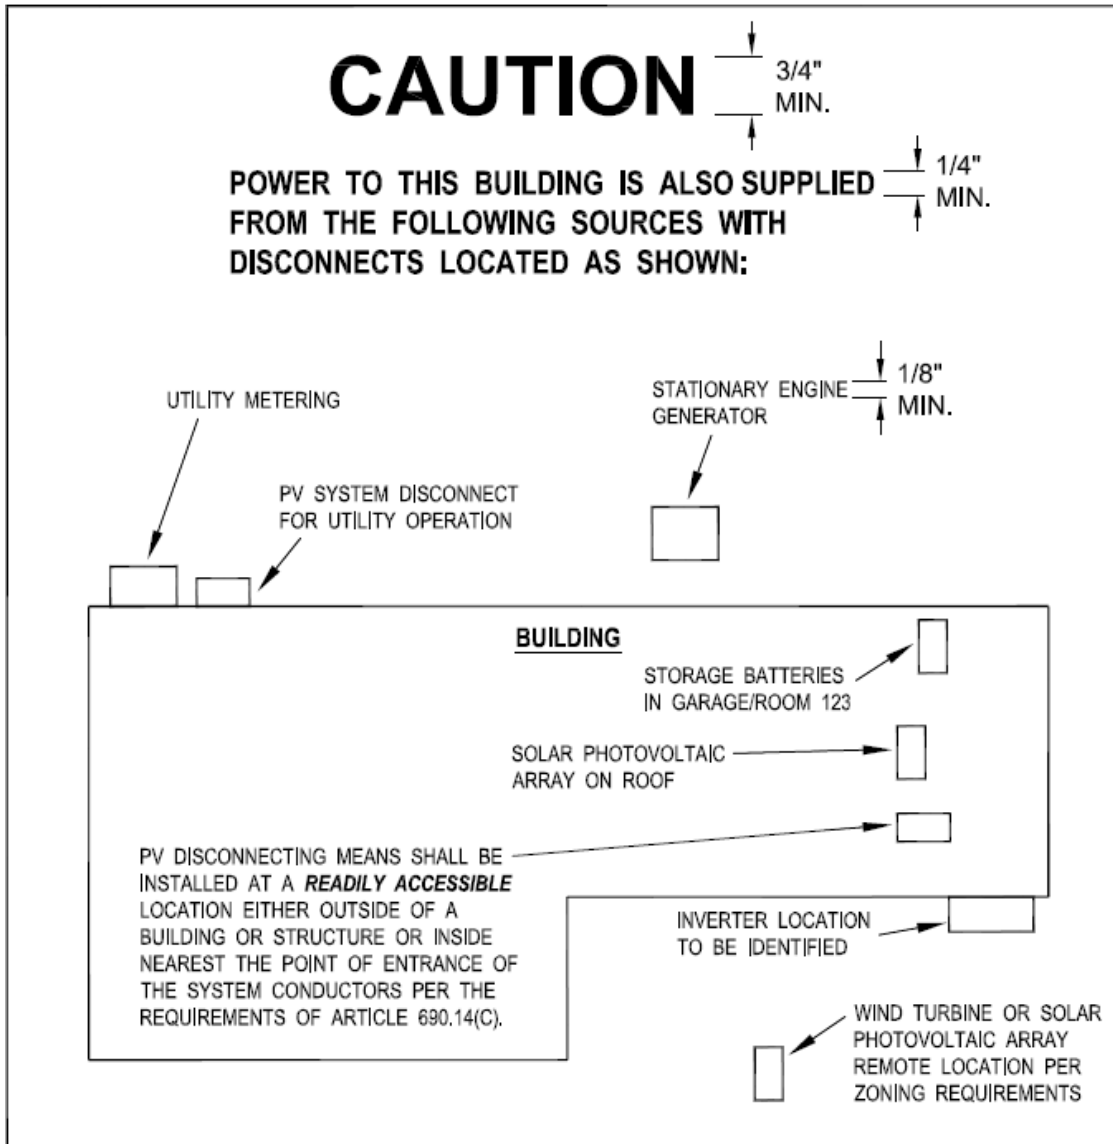 CAUTION
3/4"
MIN.
POWER TO THIS BUILDING IS ALSO SUPPLIED
FROM THE FOLLOWING SOURCES WITH
DISCONNECTS LOCATED AS SHOWN:
1/4"
MIN.
UTILITY METERING
STATIONARY ENGINE
GENERATOR
1/8"
MIN.
PV SYSTEM DISCONNECT
FOR UTILITY OPERATION
BUILDING
STORAGE BATTERIES
IN GARAGE/ROOM 123
SOLAR PHOTOVOLTAIC
ARRAY ON ROOF
PV DISCONNECTING MEANS SHALL BE
INSTALLED AT A READILY ACCESSIBLE
LOCATION EITHER OUTSIDE OF A
BUILDING OR STRUCTURE OR INSIDE
NEAREST THE POINT OF ENTRANCE OF
THE SYSTEM CONDUCTORS PER THE
REQUIREMENTS OF ARTICLE 690.14(C).
INVERTER LOCATION
TO BE IDENTIFIED
WIND TURBINE OR SOLAR
PHOTOVOLTAIC ARRAY
REMOTE LOCATION PER
ZONING REQUIREMENTS